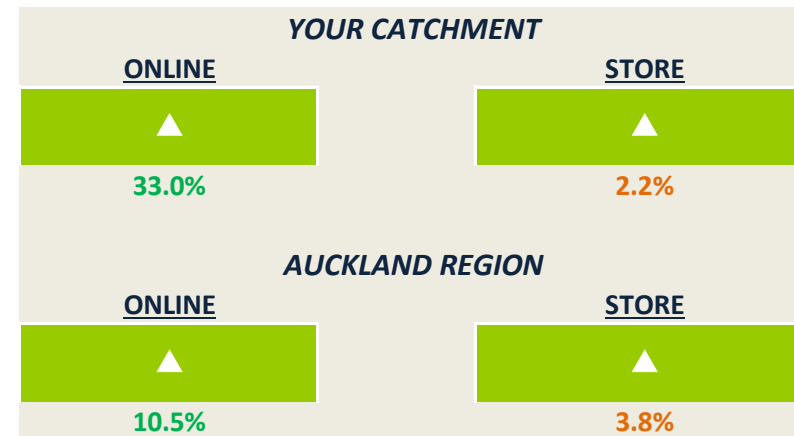 YOUR CATCHMENT
ONLINE STORE
33.0% 2.2%
AUCKLAND REGION
ONLINE STORE
10.5% 3.8%